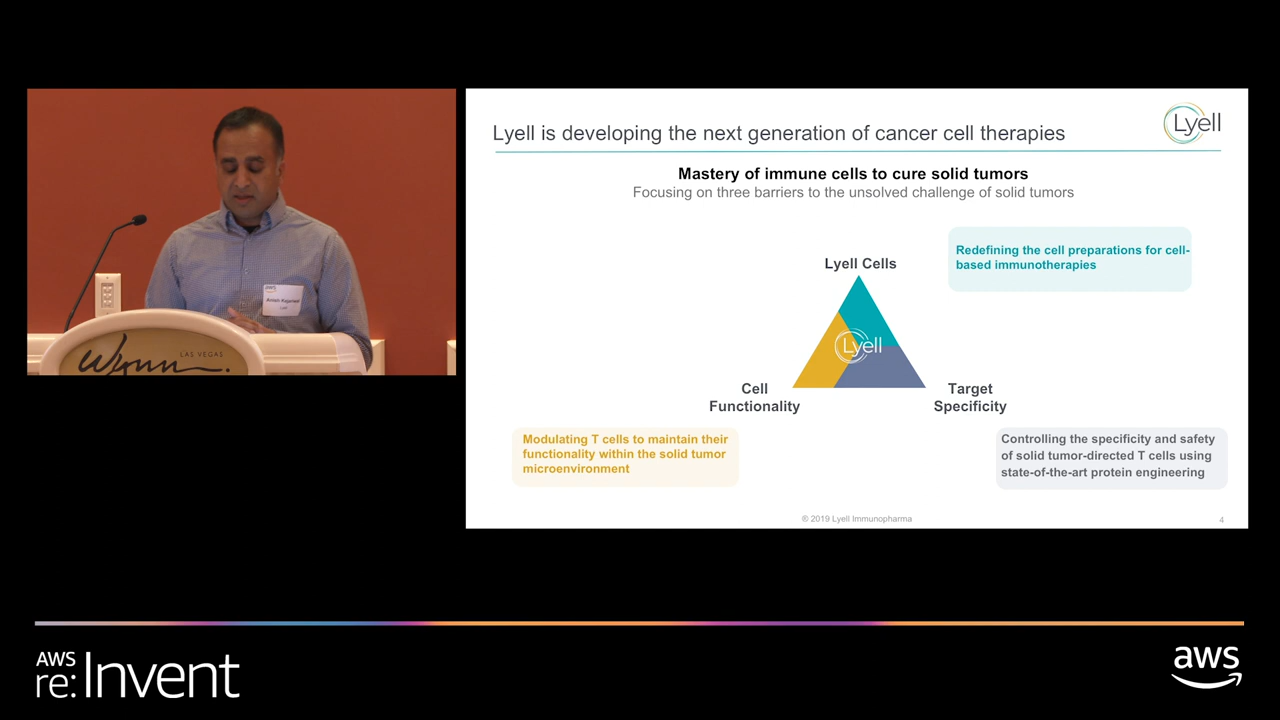 aws
Wynn
LAS VEGAS
Lyell is developing the next generation of cancer cell therapies
Lyell
Mastery of immune cells to cure solid tumors
Focusing on three barriers to the unsolved challenge of solid tumors
Redefining the cell preparations for cell-
based immunotherapies
Lyell Cells
Lyell
Cell
Functionality
Target
Specificity
Modulating T cells to maintain their
functionality within the solid tumor
microenvironment
Controlling the specificity and safety
of solid tumor-directed T cells using
state-of-the-art protein engineering
® 2019 Lyell Immunopharma
4
AWS
re:Invent
aws